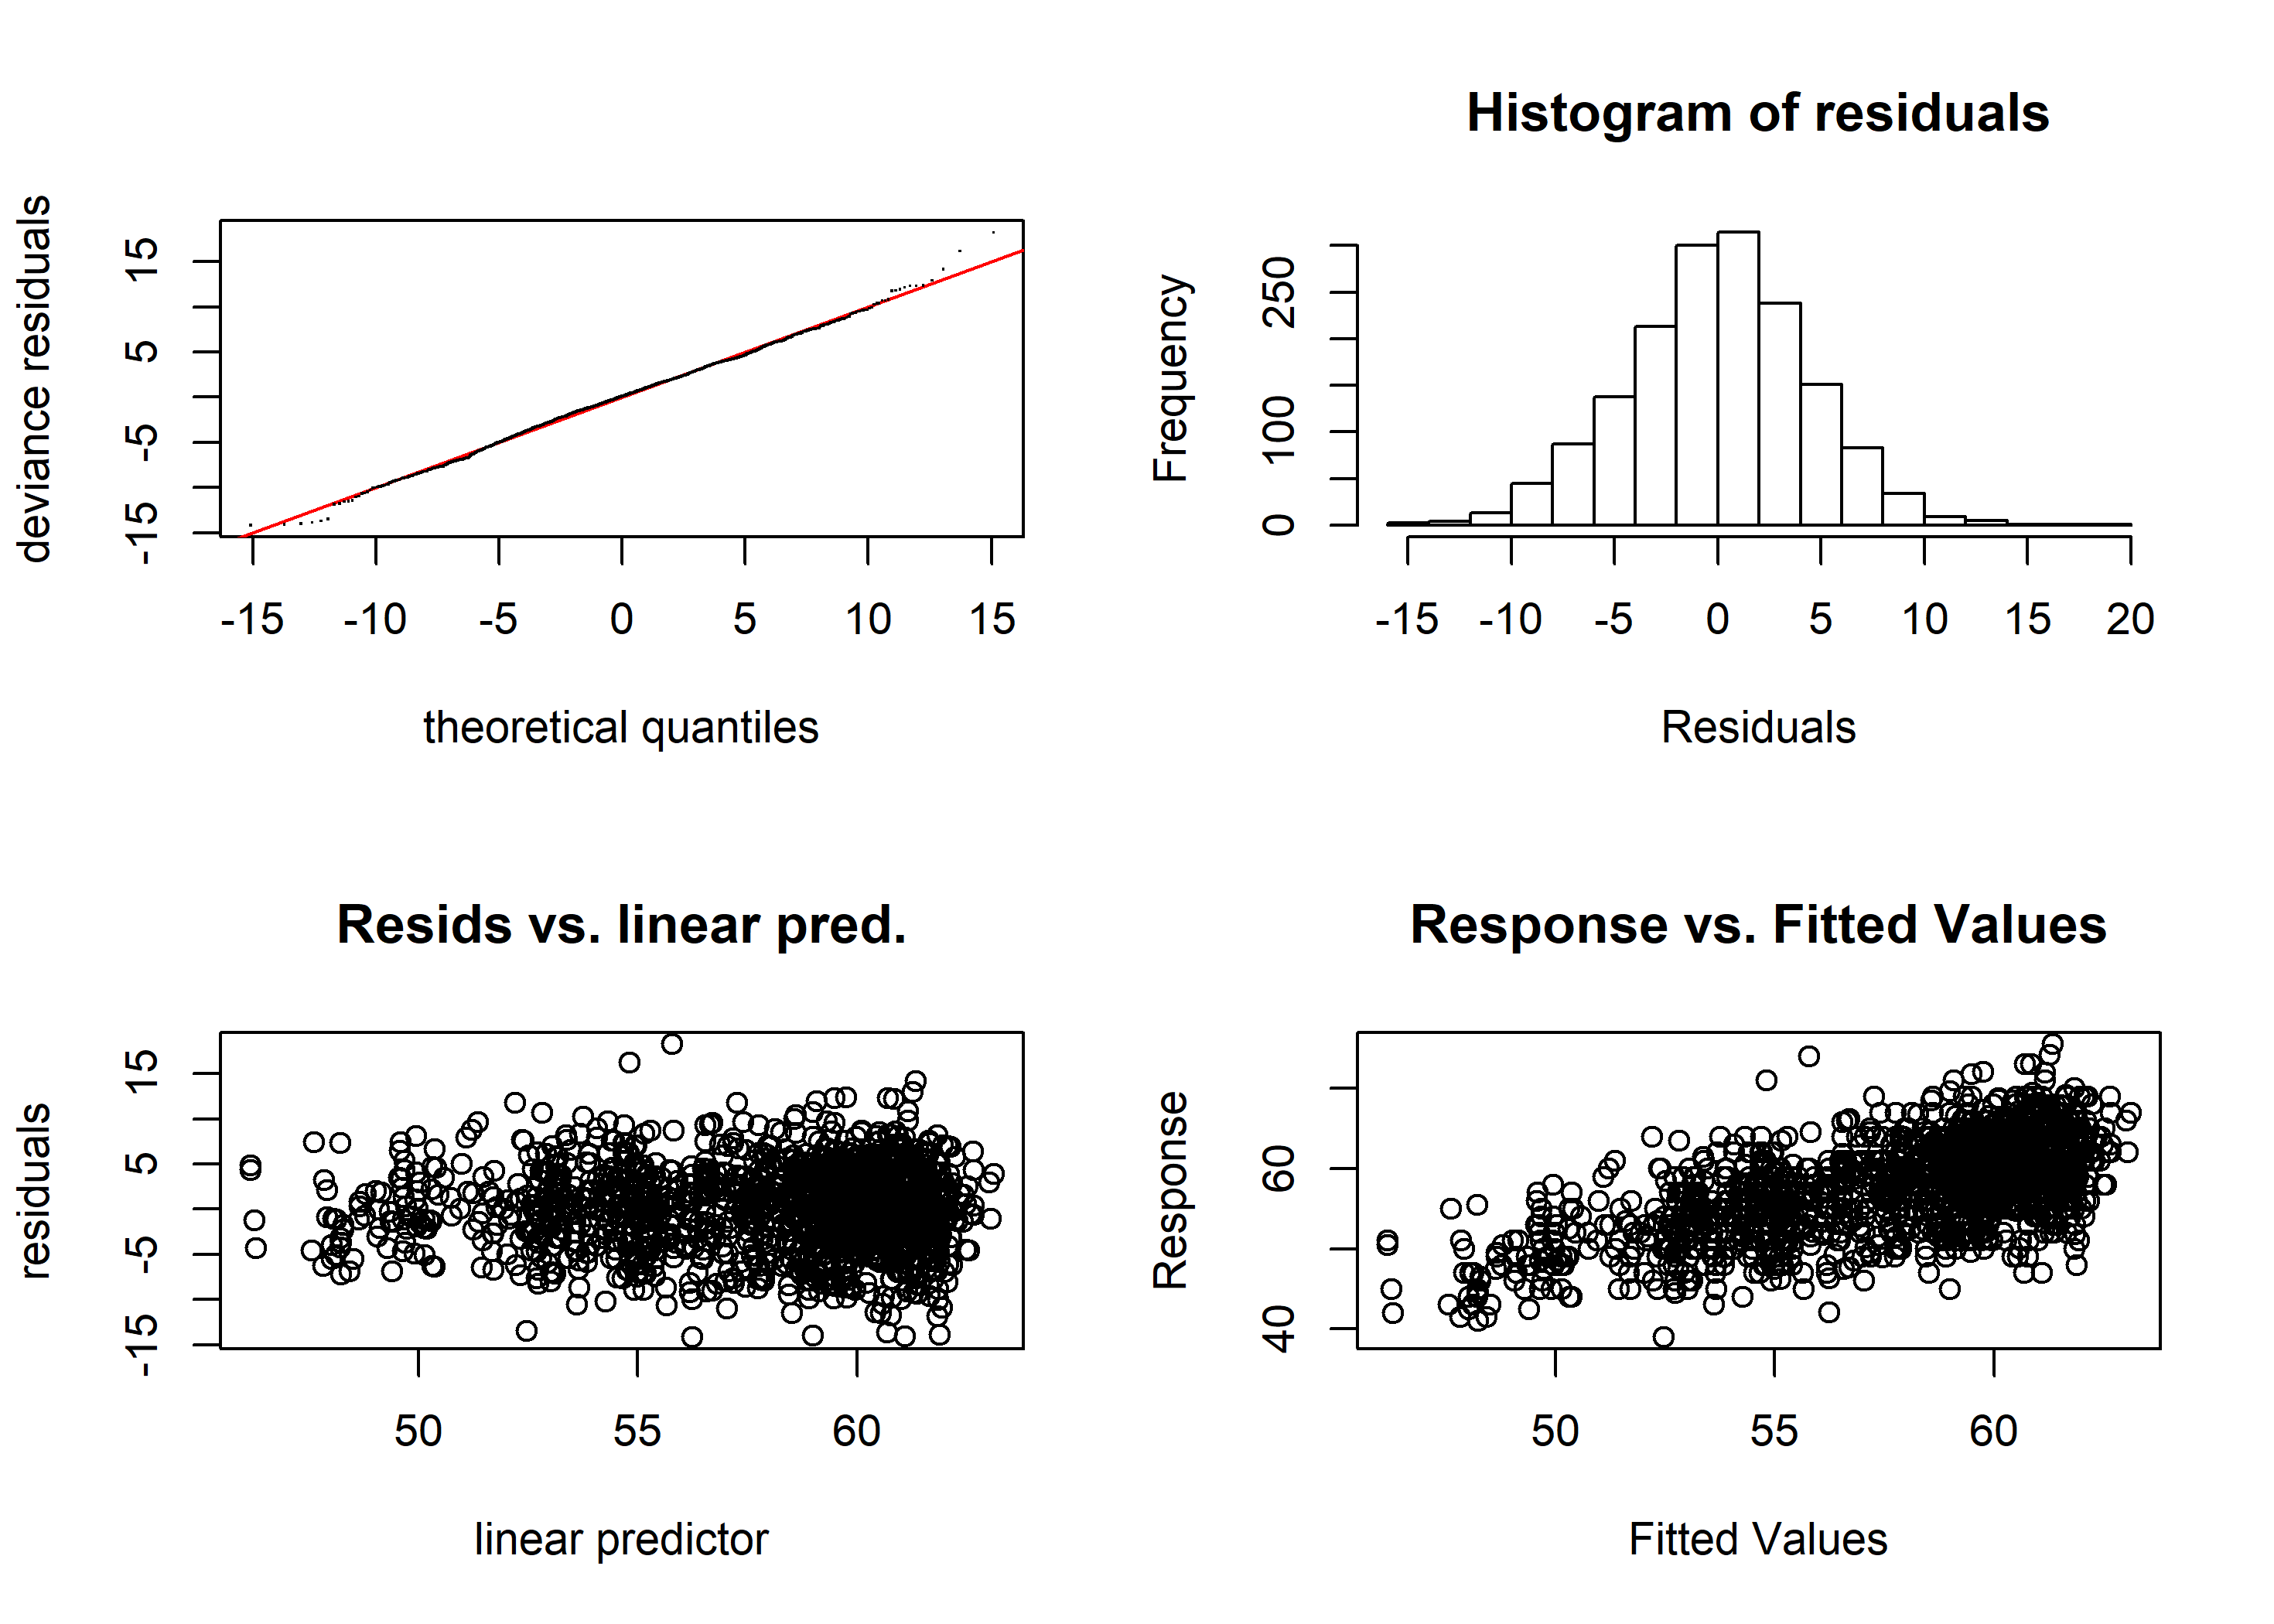 deviance residuals
15
5
-5
-15
-15 -10 -5 0 5 10 15
theoretical quantiles
Histogram of residuals
Frequency
250
100
0
-15 -10 -5 0 5 10 15 20
Residuals
Resids vs. linear pred.
residuals
15
5
-5
-15
50 55 60
linear predictor
Response vs. Fitted Values
Response
60
40
50 55 60
Fitted Values